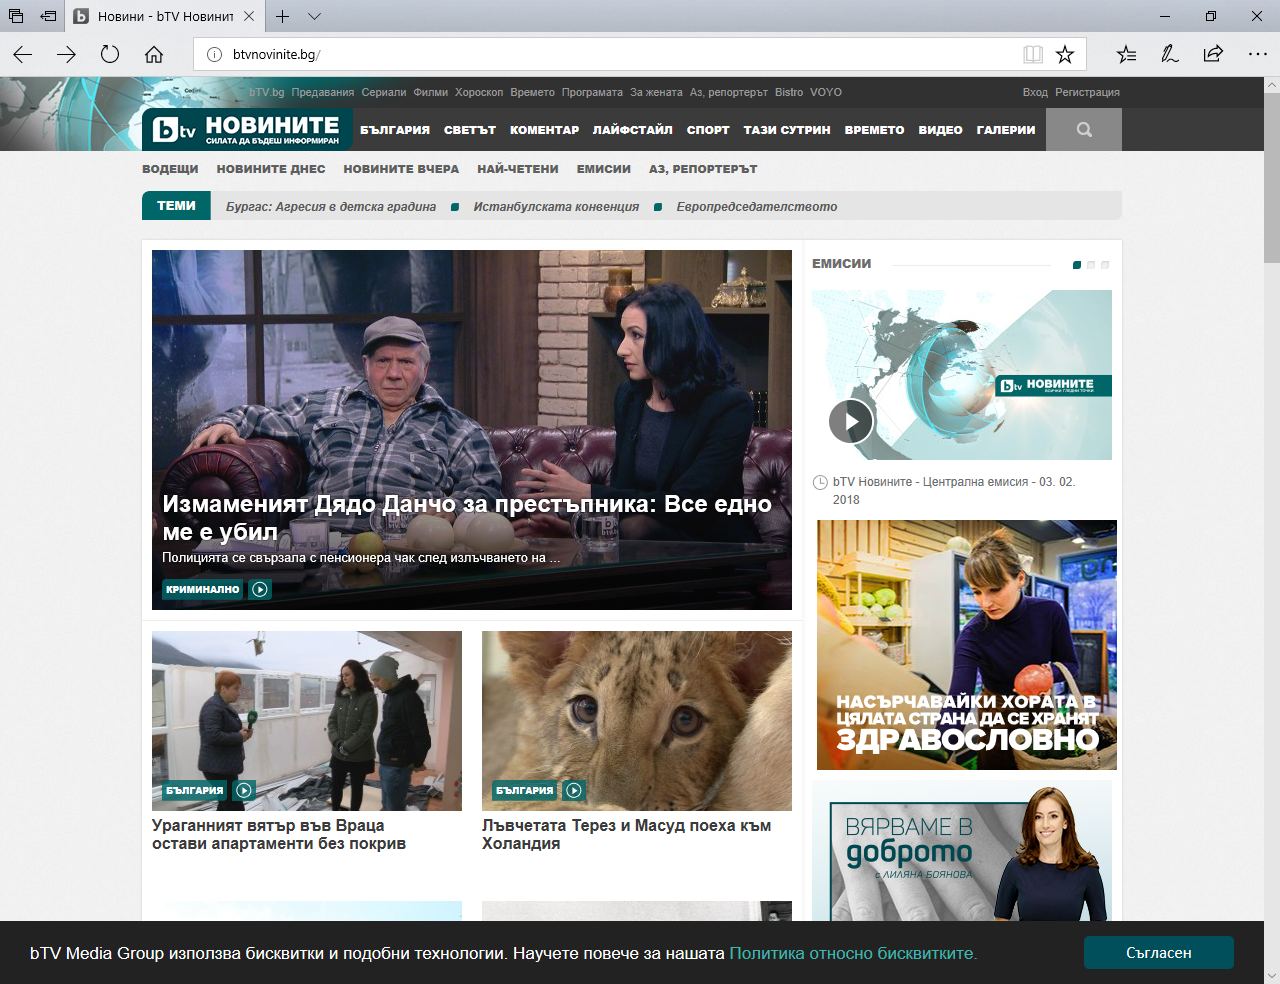 Новини - bTV Новинит
btvnovinite.bg/
bTV.bg Предавания Сериали Филми Хороскоп Времето Програмата За жената Аз, репортерът Bistro VOYO
Вход Регистрация
b tv НОВИНИТЕ
СИЛАТА ДА БЪДЕШ ИНФОРМИРАН
БЪЛГАРИЯ СВЕТЪТ КОМЕНТАР ЛАЙФСТАЙЛ СПОРТ ТАЗИ СУТРИН ВРЕМЕТО ВИДЕО ГАЛЕРИИ
ВОДЕЩИ НОВИНИТЕ ДНЕС НОВИНИТЕ ВЧЕРА НАЙ-ЧЕТЕНИ ЕМИСИИ АЗ, РЕПОРТЕРЪТ
ТЕМИ Бургас: Агресия в детска градина Истанбулската конвенция Европредседателството
Измаменият Дядо Данчо за престъпника: Все едно
ме е убил
Полицията се свързала с пенсионера чак след излъчването на ...
КРИМИНАЛНО
БЪЛГАРИЯ
Ураганният вятър във Враца
остави апартаменти без покрив
БЪЛГАРИЯ
Лъвчетата Терез и Масуд поеха към
Холандия
ЕМИСИИ
b tv НОВИНИТЕ
ВСИЧКИ ГЛЕДНИ ТОЧКИ
bTV Новините - Централна емисия - 03. 02.
2018
НАСЪРЧАВАЙКИ ХОРАТА В
ЦЯЛАТА СТРАНА ДА СЕ ХРАНЯТ
ЗДРАВОСЛОВНО
ВЯРВАМЕ В
доброто
с ЛИЛЯНА БОЯНОВА
bTV Media Group използва бисквитки и подобни технологии. Научете повече за нашата Политика относно бисквитките.
Съгласен